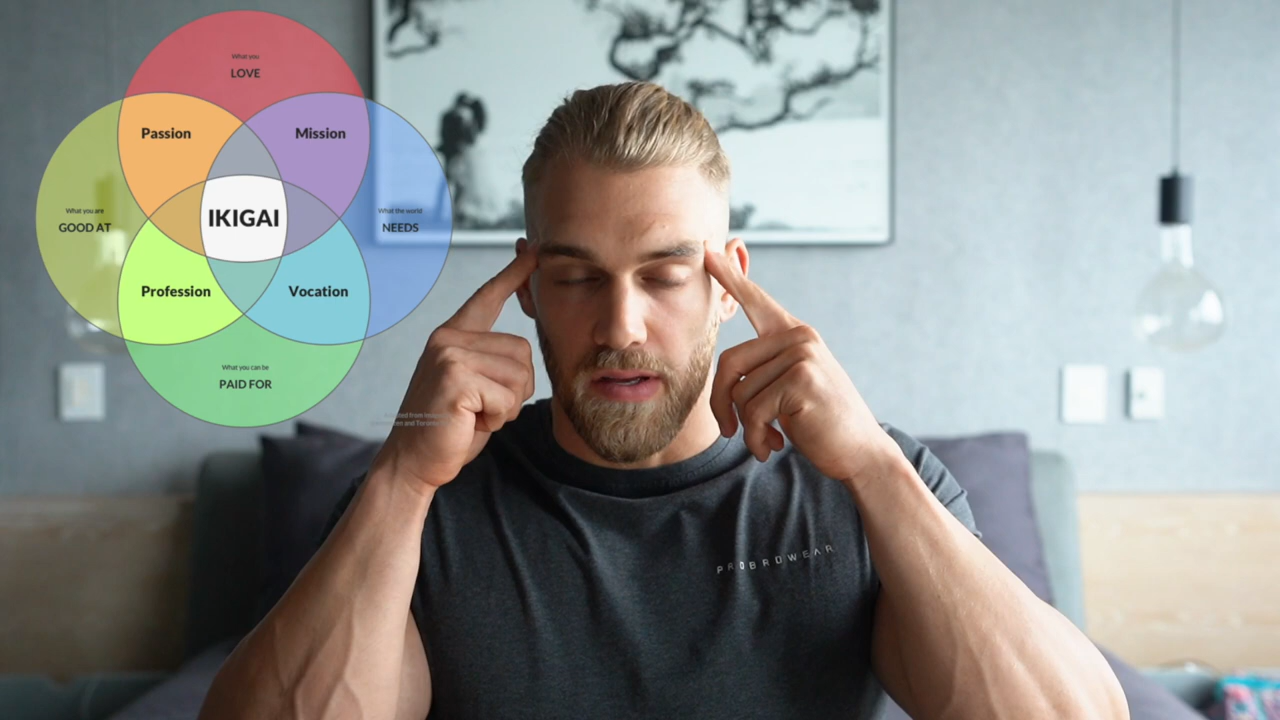 What you
LOVE
Passion
Mission
What you are
GOOD AT
IKIGAI
What the world
NEEDS
Profession
Vocation
What you can be
PAID FOR
PROBROWEAR